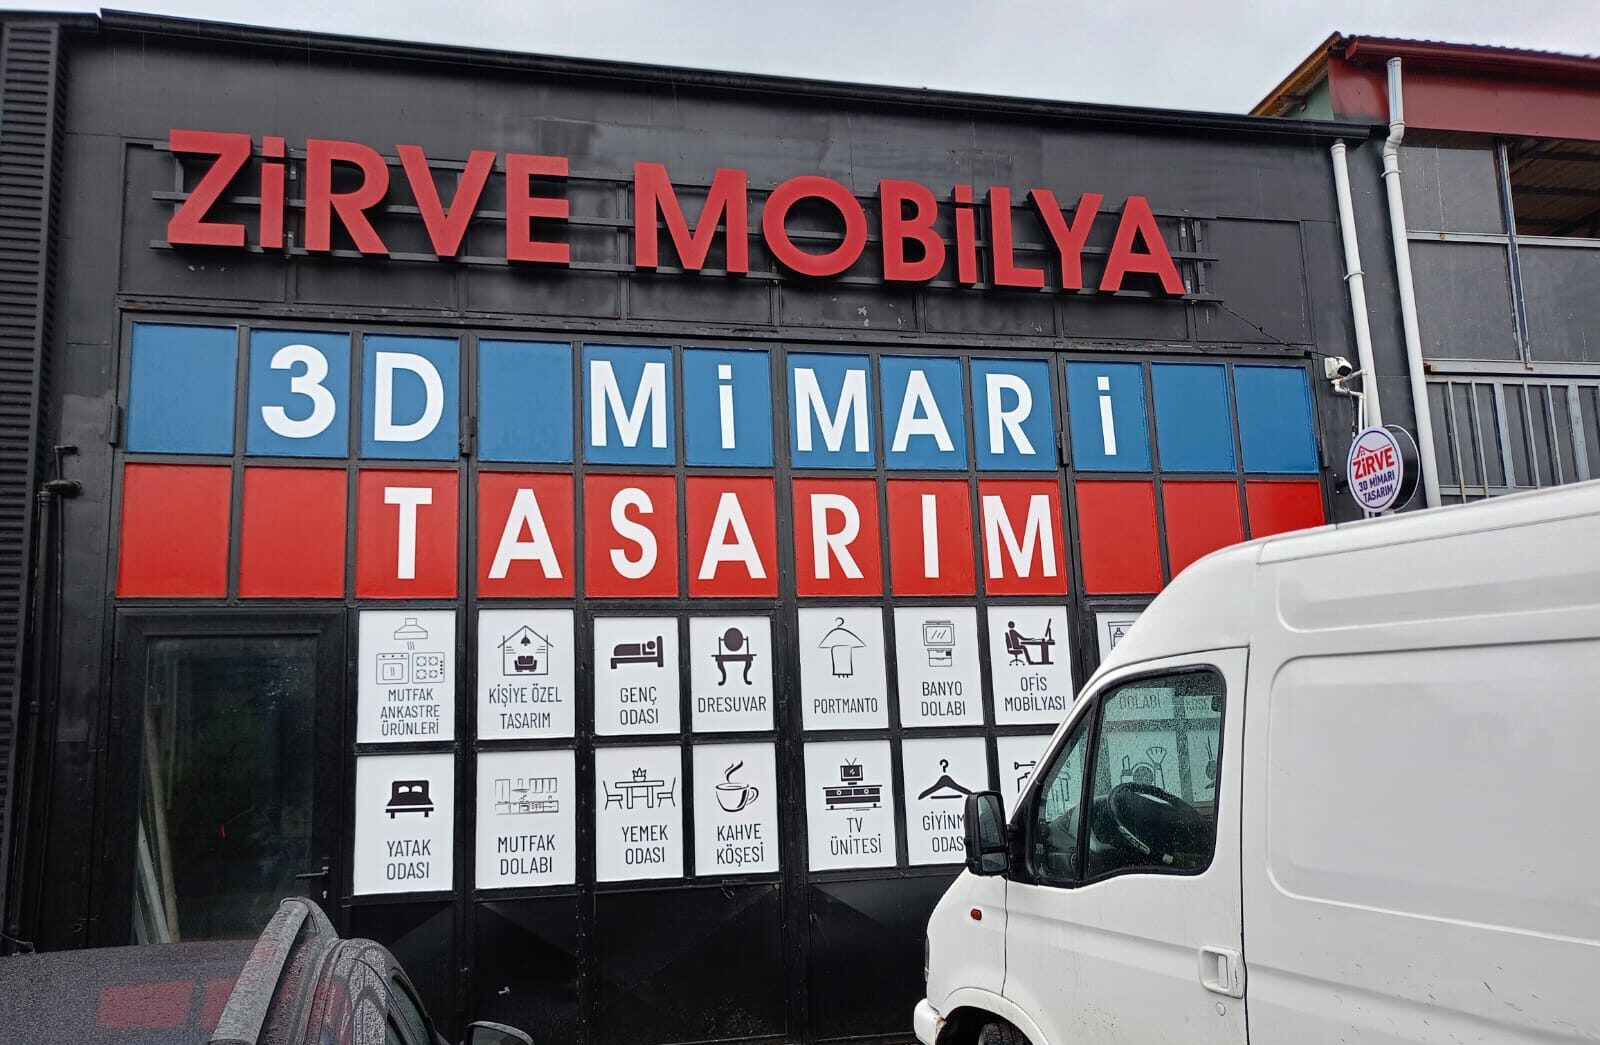 ZİRVE MOBİLYA
3D MİMARİ
TASARIM
ZİRVE
3D MİMARİ
TASARIM
MUTFAK
ANKASTRE
ÜRÜNLERİ
KİŞİYE ÖZEL
TASARIM
GENÇ
ODASI
DRESUVAR
PORTMANTO
BANYO
DOLABI
OFİS
MOBİLYASI
DOLABI
YATAK
ODASI
MUTFAK
DOLABI
YEMEK
ODASI
KAHVE
KÖŞESİ
TV
ÜNİTESİ